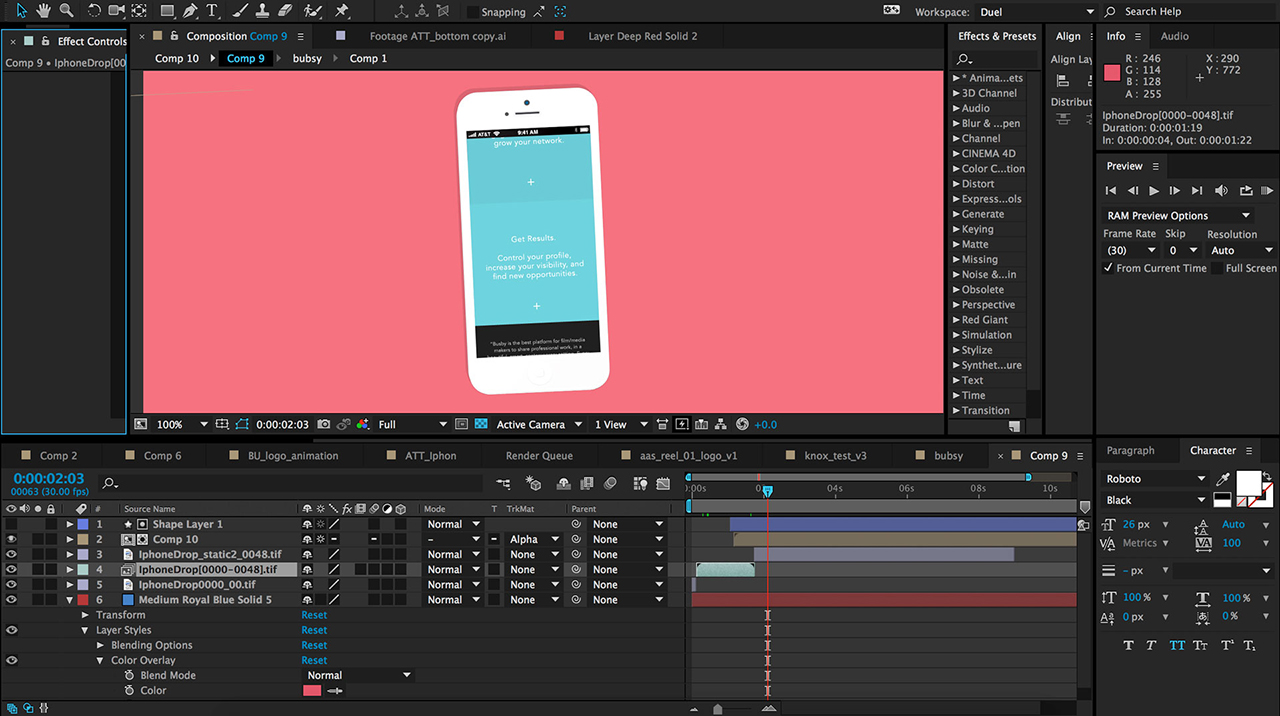 Snapping
Workspace: Duel
Search Help
× Effect Controls
Comp 9 • IphoneDrop[00
× Composition Comp 9
Footage ATT_bottom copy.ai
Layer Deep Red Solid 2
Comp 10
Comp 9
bubsy
Comp 1
AT&T
9:41 AM
grow your network.
+
Get Results.
Control your profile,
increase your visibility, and
find new opportunities.
+
"Busby is the best platform for film/media
makers to share professional work, in a
100%
0:00:02:03
Full
Active Camera
1 View
+0.0
Effects & Presets
* Anima...ets
3D Channel
Audio
Blur & ...pen
Channel
CINEMA 4D
Color C...tion
Distort
Express...ols
Generate
Keying
Matte
Missing
Noise &...in
Obsolete
Perspective
Red Giant
Simulation
Stylize
Synthet...ure
Text
Time
Transition
Align
Align Lay
Distribut
Info
Audio
R : 246
G : 114
B : 128
A : 255
X : 290
Y : 772
IphoneDrop[0000-0048].tif
Duration: 0:00:01:19
In: 0:00:00:04, Out: 0:00:01:22
Preview
RAM Preview Options
Frame Rate Skip Resolution
(30) 0 Auto
From Current Time Full Screen
Comp 2
Comp 6
BU_logo_animation
ATT_Iphon
Render Queue
aas_reel_01_logo_v1
knox_test_v3
bubsy
× Comp 9
0:00:02:03
00063 (30.00 fps)
):00s
04s
06s
08s
10s
# Source Name Mode T TrkMat Parent
1 Shape Layer 1 Normal None
2 Comp 10 - Alpha None
3 IphoneDrop_static2_0048.tif Normal None None
4 IphoneDrop[0000-0048].tif Normal None None
5 IphoneDrop0000_00.tif Normal None None
6 Medium Royal Blue Solid 5 Normal None None
Transform Reset
Layer Styles Reset
Blending Options Reset
Color Overlay Reset
Blend Mode Normal
Color
Paragraph
Character
Roboto
Black
26 px
Auto
Metrics
100
- px
100 %
100 %
0 px
0 %
T T TT Tt T¹ T₁